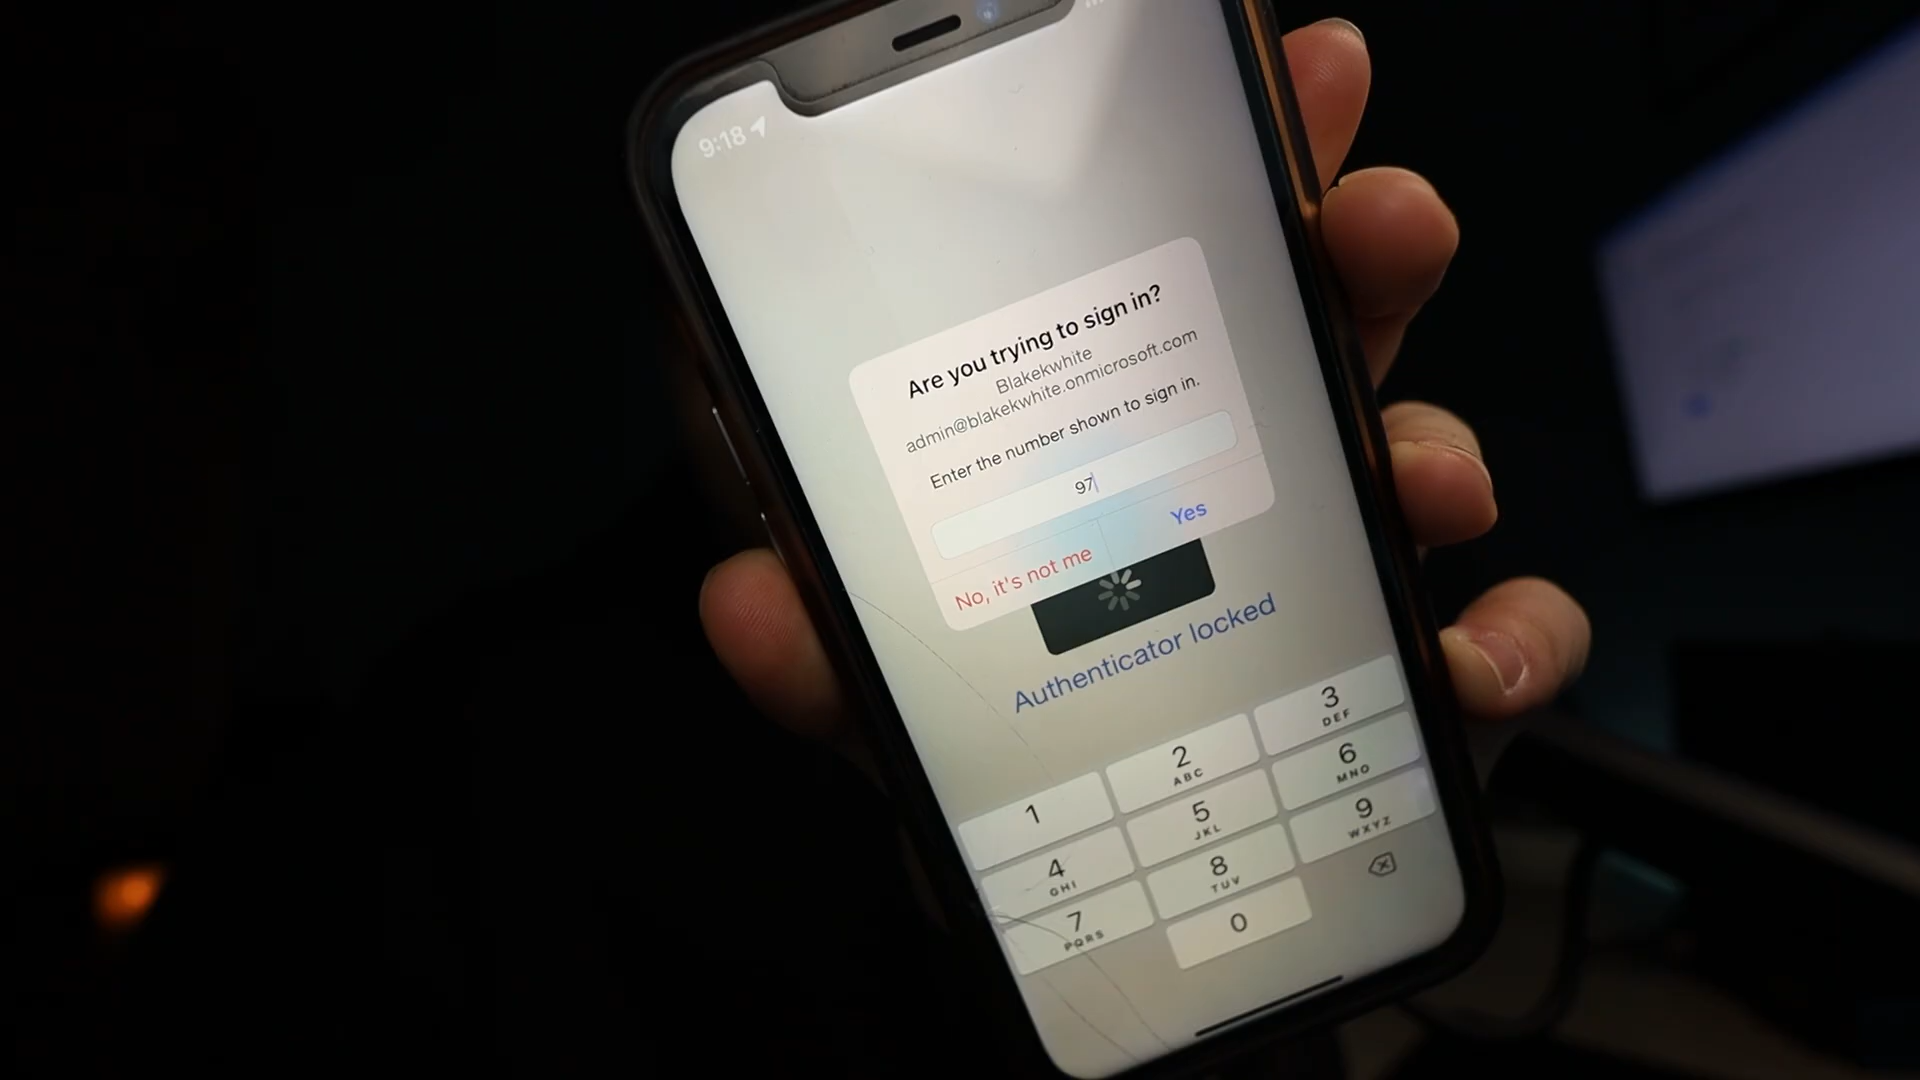 9:18
Are you trying to sign in?
Blakekwhite
admin@blakekwhite.onmicrosoft.com
Enter the number shown to sign in.
97
No, it's not me
Yes
Authenticator locked
1
2
ABC
3
DEF
4
GHI
5
JKL
6
MNO
7
PQRS
8
TUV
9
WXYZ
0